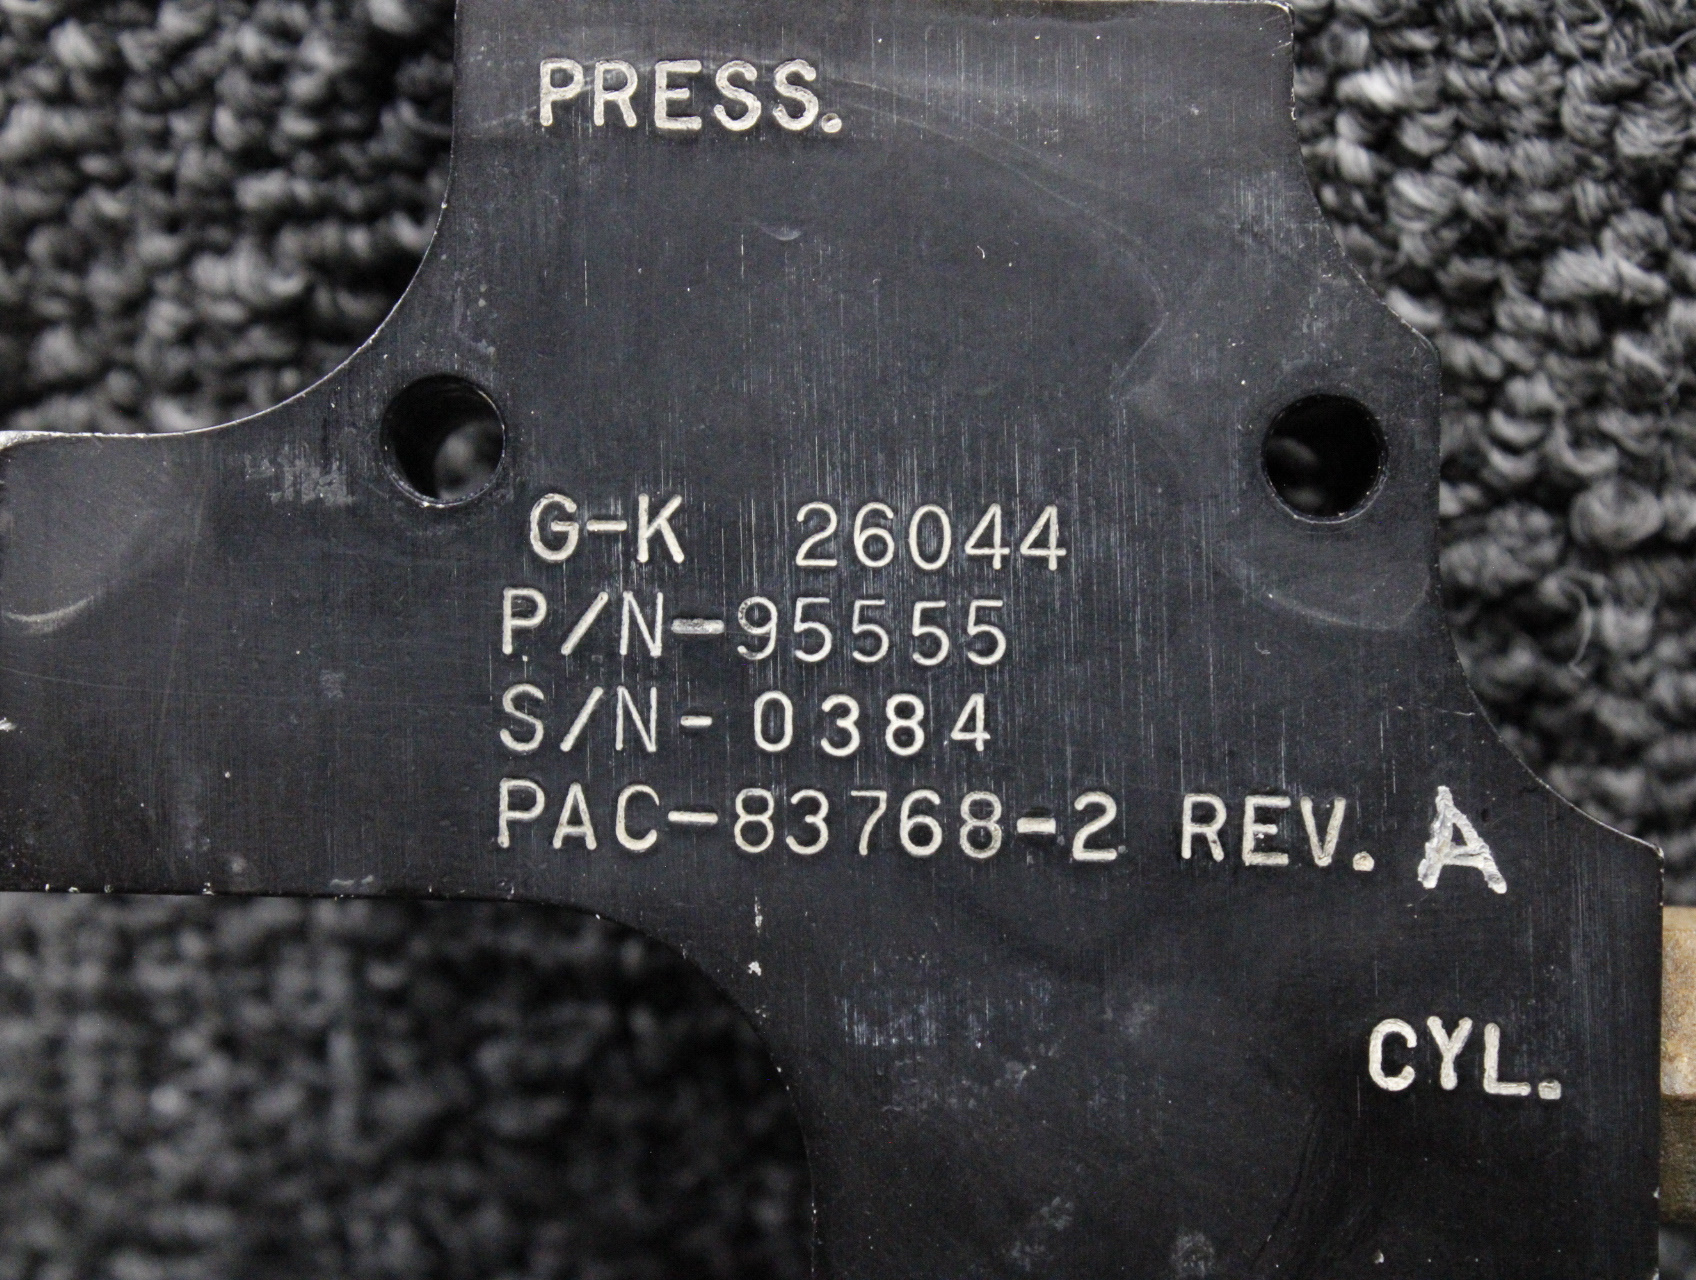 PRESS.
G-K 26044
P/N-95555
S/N-0384
PAC-83768-2 REV. A
CYL.